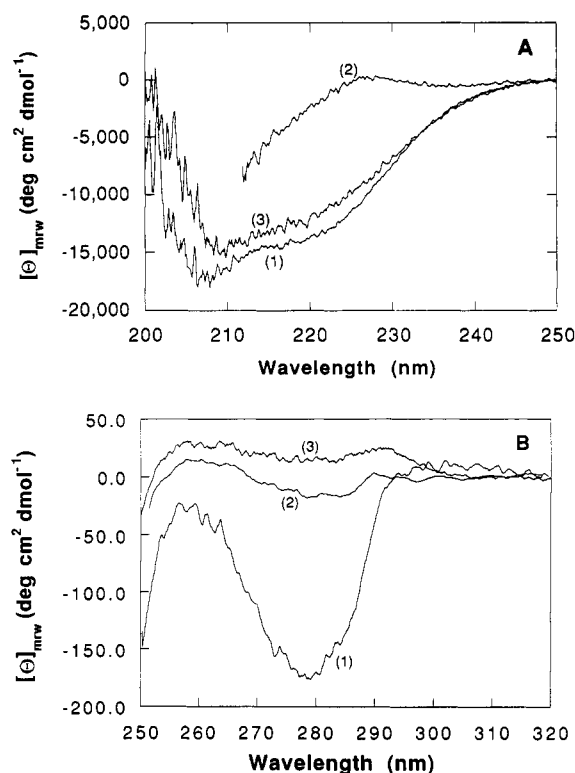 5,000
0
-5,000
-10,000
-15,000
-20,000
[Θ]mrw (deg cm² dmol⁻¹)
A
(2)
(3)
(1)
200 210 220 230 240 250
Wavelength (nm)
50.0
0.0
-50.0
-100.0
-150.0
-200.0
[Θ]mrw (deg cm² dmol⁻¹)
B
(3)
(2)
(1)
250 260 270 280 290 300 310 320
Wavelength (nm)